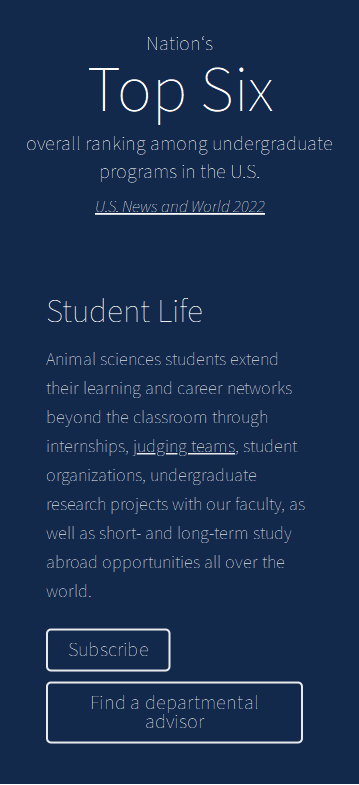 Nation‘s
Top Six
overall ranking among undergraduate
programs in the U.S.
U.S. News and World 2022
Student Life
Animal sciences students extend
their learning and career networks
beyond the classroom through
internships, judging teams, student
organizations, undergraduate
research projects with our faculty, as
well as short- and long-term study
abroad opportunities all over the
world.
Subscribe
Find a departmental
advisor